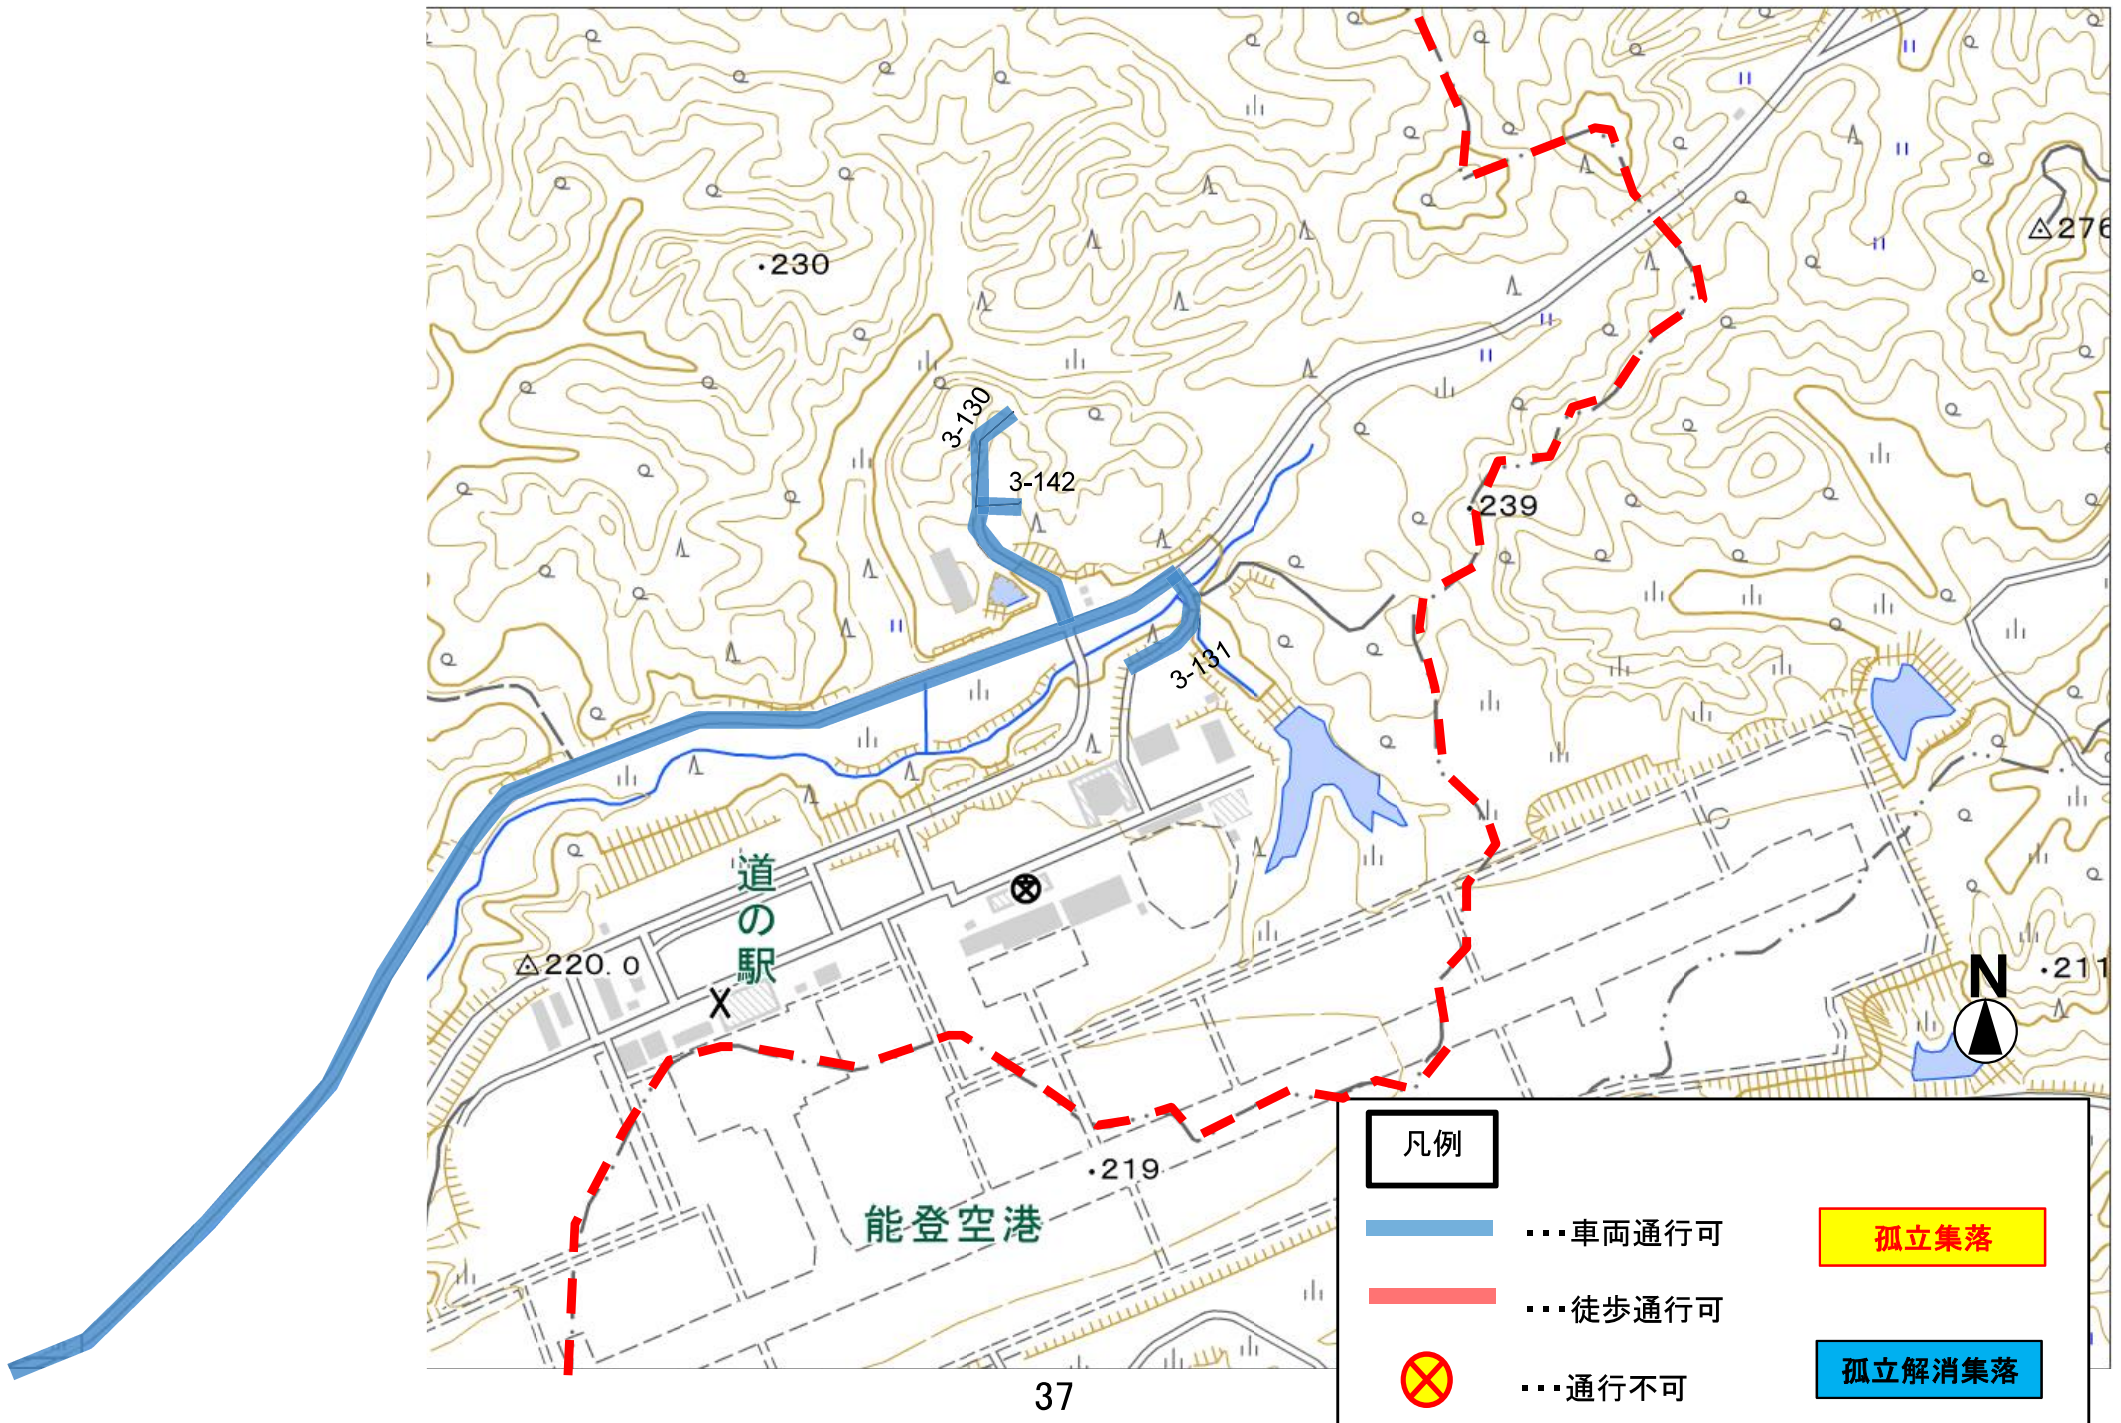 230
276
3-130
3-142
239
3-131
道の駅
220.0
N
211
219
能登空港
凡例
･･･車両通行可
孤立集落
･･･徒歩通行可
･･･通行不可
孤立解消集落
37